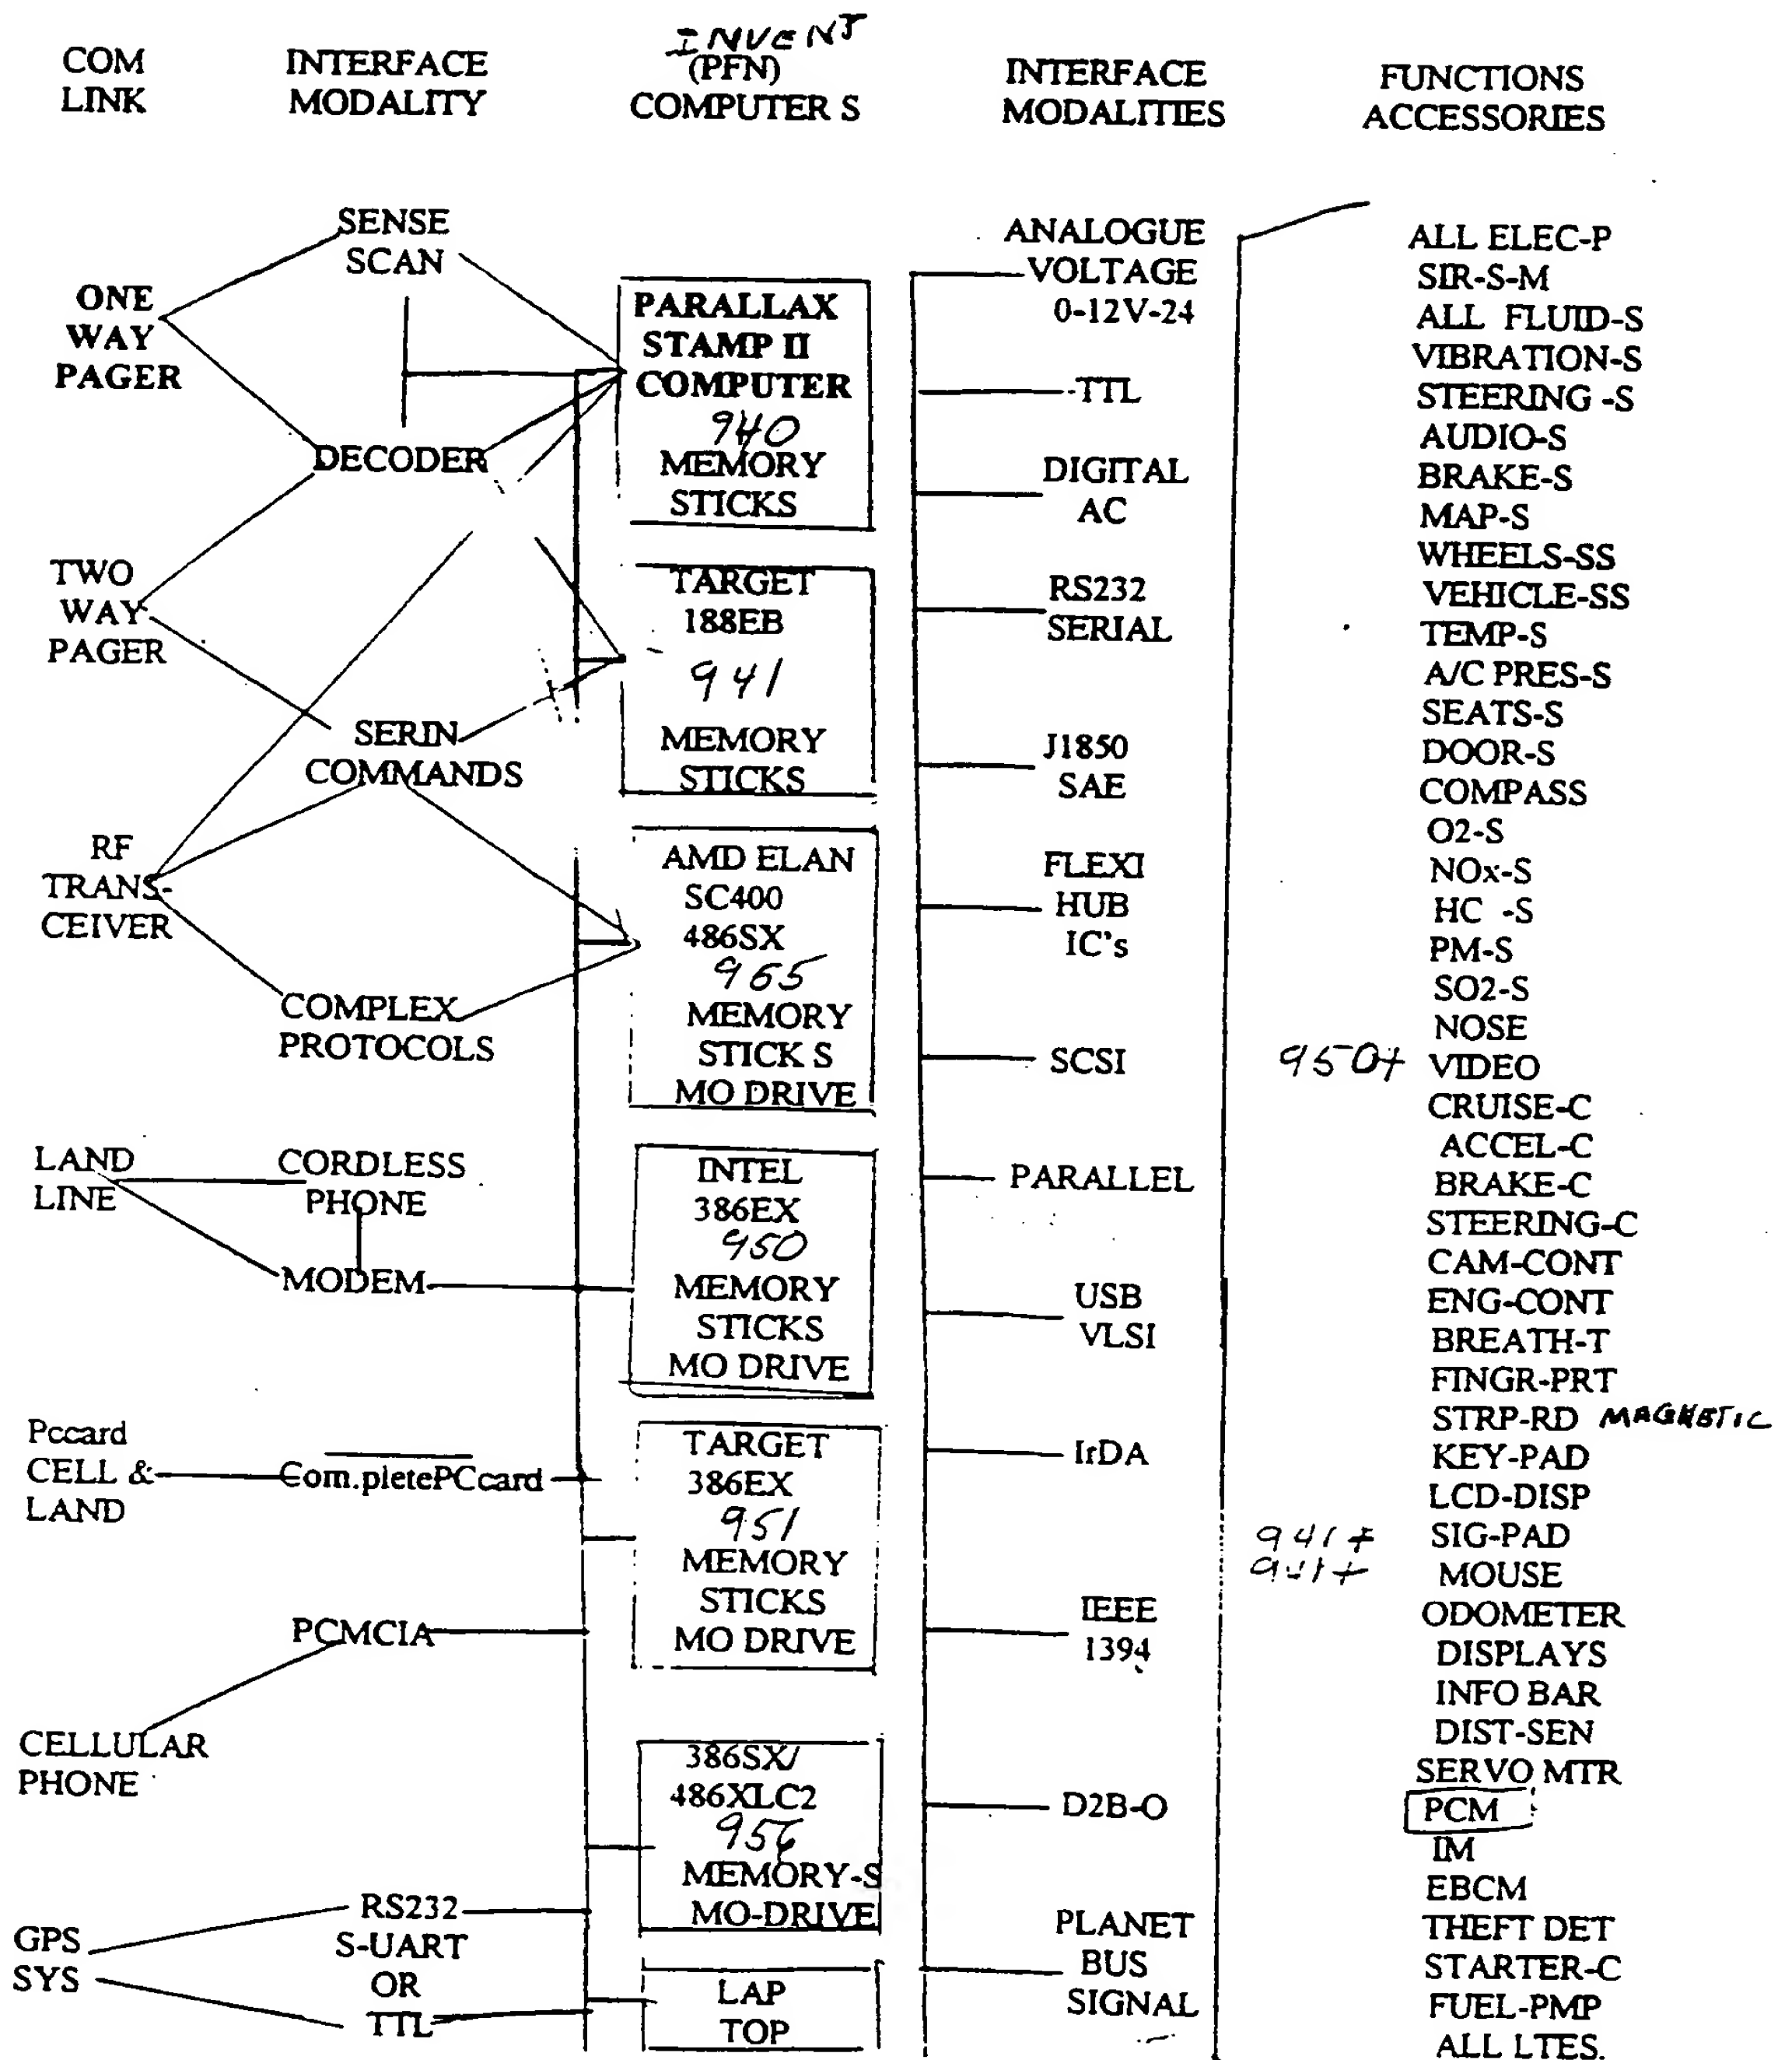 COM
LINK
INTERFACE
MODALITY
INVENT
(PFN)
COMPUTER S
INTERFACE
MODALITIES
FUNCTIONS
ACCESSORIES
ONE
WAY
PAGER
TWO
WAY
PAGER
RF
TRANS-
CEIVER
LAND
LINE
Pccard
CELL &
LAND
CELLULAR
PHONE
GPS
SYS
SENSE
SCAN
DECODER
SERIN
COMMANDS
COMPLEX
PROTOCOLS
CORDLESS
PHONE
MODEM
Com.pletePCcard
PCMCIA
RS232
S-UART
OR
TTL
PARALLAX
STAMP II
COMPUTER
940
MEMORY
STICKS
TARGET
188EB
941
MEMORY
STICKS
AMD ELAN
SC400
486SX
965
MEMORY
STICK S
MO DRIVE
INTEL
386EX
950
MEMORY
STICKS
MO DRIVE
TARGET
386EX
951
MEMORY
STICKS
MO DRIVE
386SX/
486XLC2
956
MEMORY-S
MO-DRIVE
LAP
TOP
ANALOGUE
VOLTAGE
0-12V-24
-TTL
DIGITAL
AC
RS232
SERIAL
J1850
SAE
FLEXI
HUB
IC's
SCSI
PARALLEL
USB
VLSI
IrDA
IEEE
1394
D2B-O
PLANET
BUS
SIGNAL
ALL ELEC-P
SIR-S-M
ALL FLUID-S
VIBRATION-S
STEERING -S
AUDIO-S
BRAKE-S
MAP-S
WHEELS-SS
VEHICLE-SS
TEMP-S
A/C PRES-S
SEATS-S
DOOR-S
COMPASS
O2-S
NOx-S
HC -S
PM-S
SO2-S
NOSE
950+ VIDEO
CRUISE-C
ACCEL-C
BRAKE-C
STEERING-C
CAM-CONT
ENG-CONT
BREATH-T
FINGR-PRT
STRP-RD MAGNETIC
KEY-PAD
LCD-DISP
941+ SIG-PAD
941+ MOUSE
ODOMETER
DISPLAYS
INFO BAR
DIST-SEN
SERVO MTR
PCM
IM
EBCM
THEFT DET
STARTER-C
FUEL-PMP
ALL LTES.